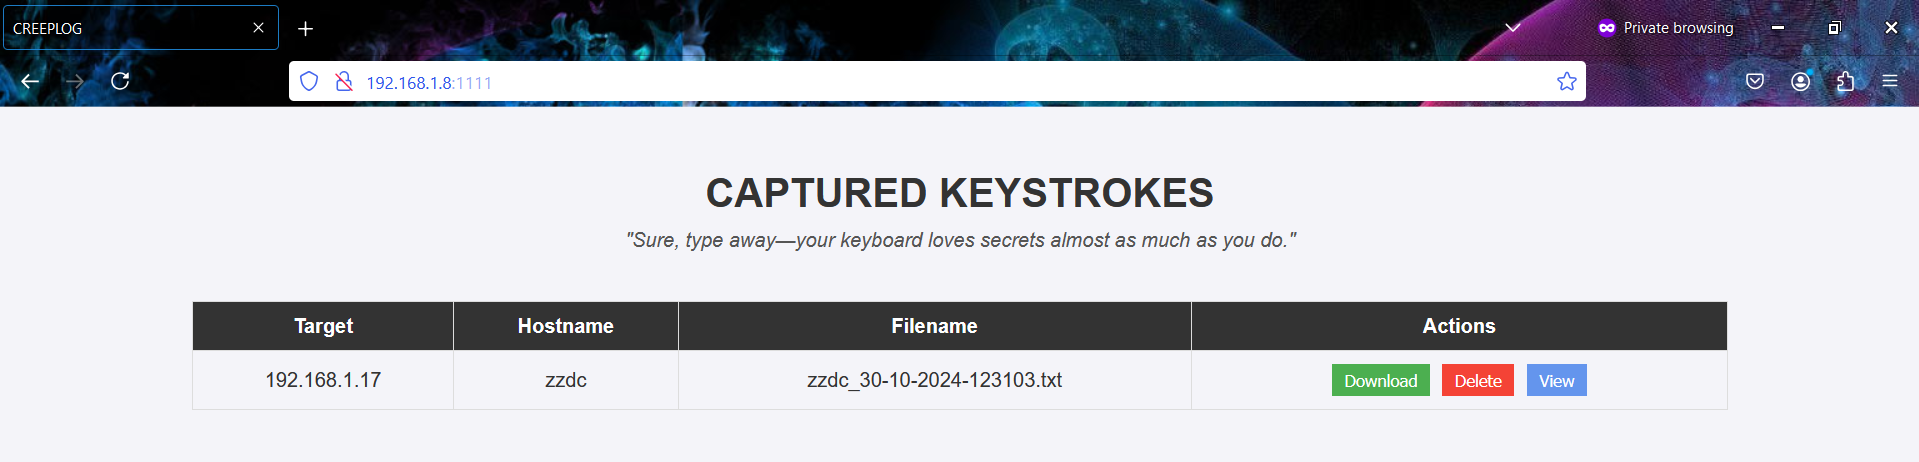 CREEPLOG
Private browsing
192.168.1.8:1111
CAPTURED KEYSTROKES
"Sure, type away—your keyboard loves secrets almost as much as you do."
Target Hostname Filename Actions
192.168.1.17 zzdc zzdc_30-10-2024-123103.txt Download Delete View